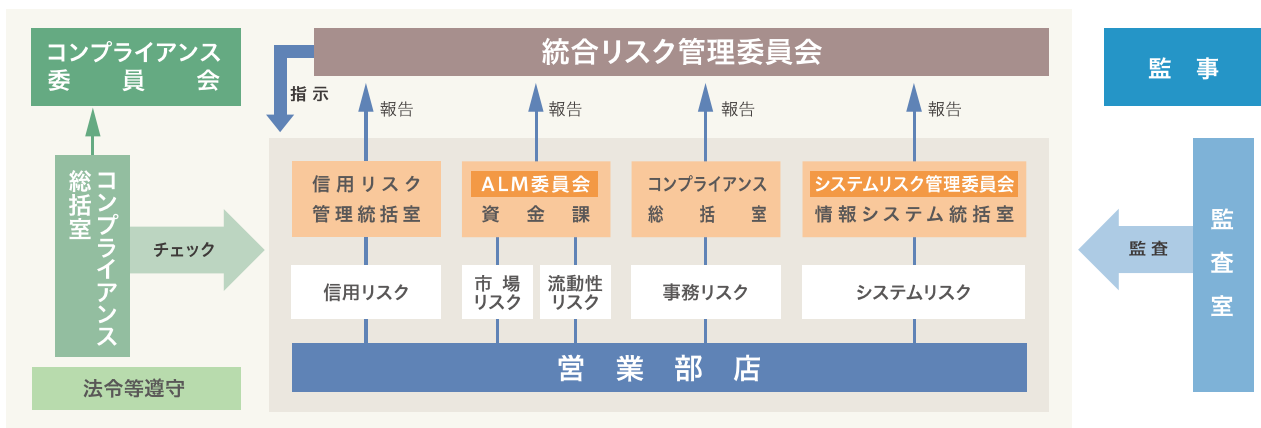 コンプライアンス
委員会
統合リスク管理委員会
監事
指示
報告
報告
報告
報告
コンプライアンス
総括室
チェック
信用リスク
管理統括室
ALM委員会
資金課
コンプライアンス
総括室
システムリスク管理委員会
情報システム統括室
信用リスク
市場
リスク
流動性
リスク
事務リスク
システムリスク
営業部店
法令等遵守
監査
監査室